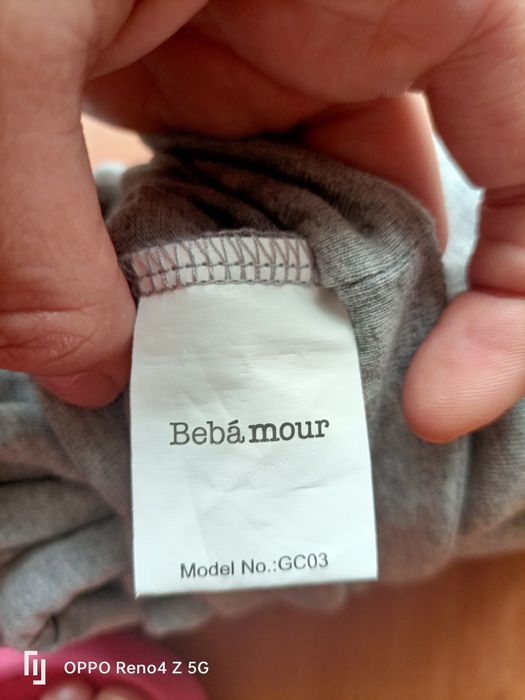 Bebámour
Model No.:GC03
OPPO Reno4 Z 5G